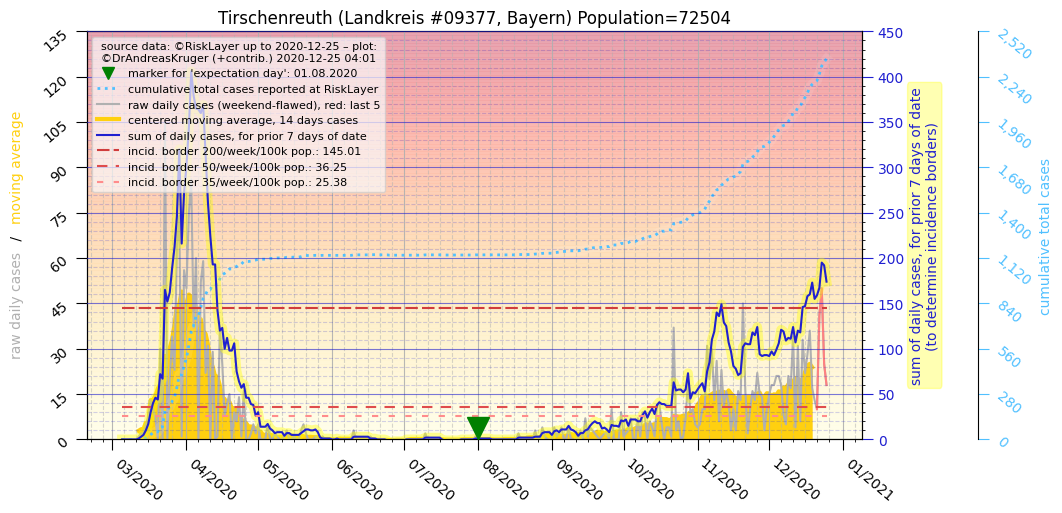 Tirschenreuth (Landkreis #09377, Bayern) Population=72504
source data: ©RiskLayer up to 2020-12-25 – plot:
©DrAndreasKruger (+contrib.) 2020-12-25 04:01
marker for 'expectation day': 01.08.2020
cumulative total cases reported at RiskLayer
raw daily cases (weekend-flawed), red: last 5
centered moving average, 14 days cases
sum of daily cases, for prior 7 days of date
incid. border 200/week/100k pop.: 145.01
incid. border 50/week/100k pop.: 36.25
incid. border 35/week/100k pop.: 25.38
raw daily cases / moving average
135
120
105
90
75
60
45
30
15
0
03/2020
04/2020
05/2020
06/2020
07/2020
08/2020
09/2020
10/2020
11/2020
12/2020
01/2021
450
400
350
300
250
200
150
100
50
0
sum of daily cases, for prior 7 days of date
(to determine incidence borders)
2,520
2,240
1,960
1,680
1,400
1,120
840
560
280
0
cumulative total cases